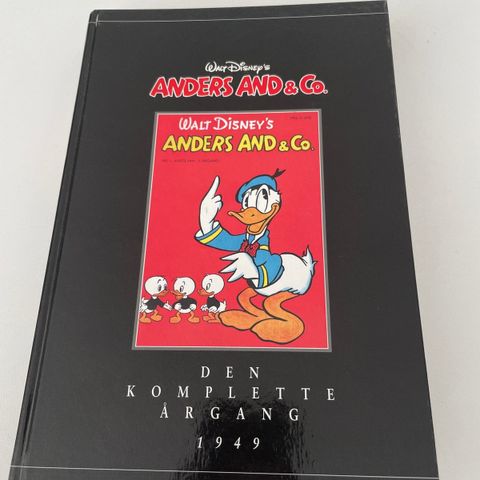 Walt Disney's
ANDERS AND & Co.
WALT DISNEY'S
ANDERS AND & Co.
DEN
KOMPLETTE
ÅRGANG
1949